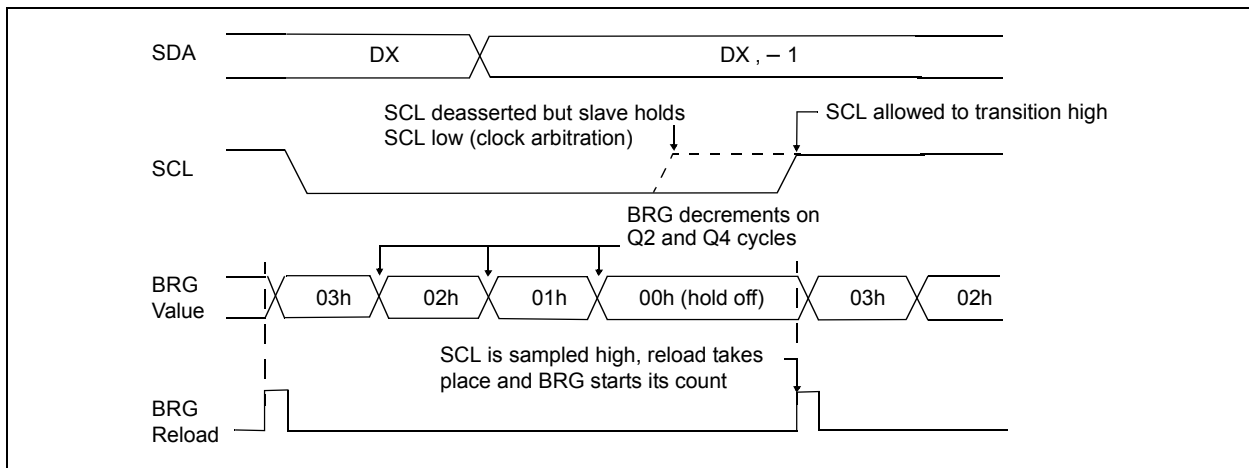 SDA
DX
DX , – 1
SCL deasserted but slave holds
SCL low (clock arbitration)
SCL allowed to transition high
SCL
BRG decrements on
Q2 and Q4 cycles
BRG
Value
03h
02h
01h
00h (hold off)
03h
02h
SCL is sampled high, reload takes
place and BRG starts its count
BRG
Reload